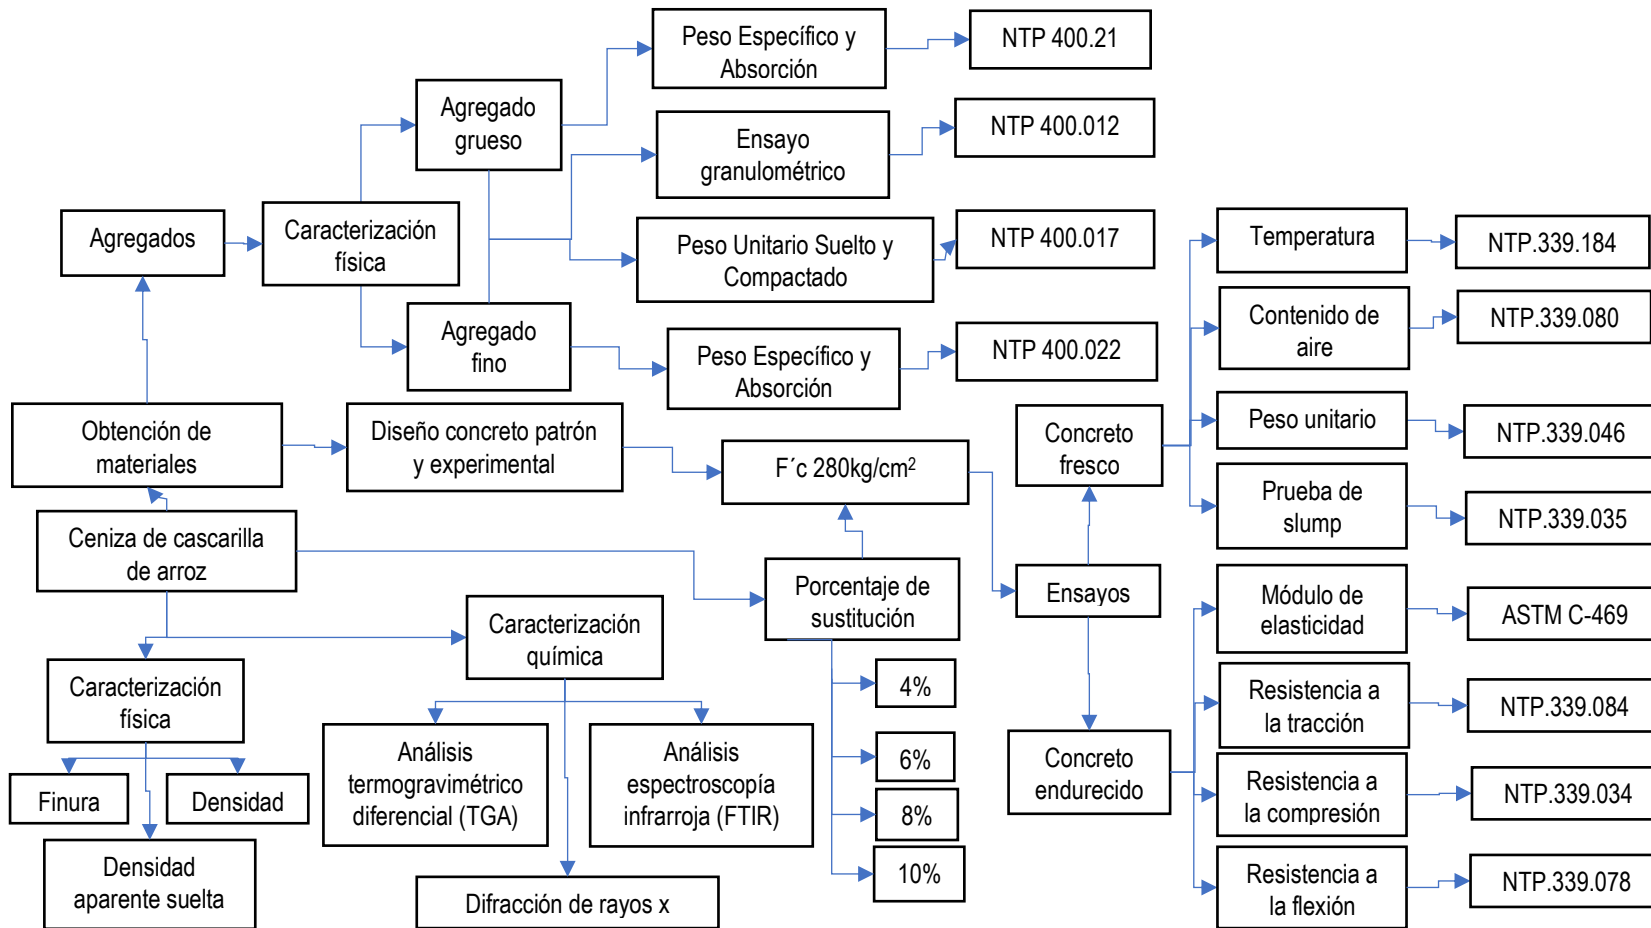 Peso Específico y
Absorción
NTP 400.21
Agregado
grueso
Ensayo
granulométrico
NTP 400.012
Agregados
Caracterización
física
Peso Unitario Suelto y
Compactado
NTP 400.017
Agregado
fino
Peso Específico y
Absorción
NTP 400.022
Temperatura
NTP.339.184
Contenido de
aire
NTP.339.080
Obtención de
materiales
Diseño concreto patrón
y experimental
F´c 280kg/cm²
Concreto
fresco
Peso unitario
NTP.339.046
Prueba de
slump
NTP.339.035
Ceniza de cascarilla
de arroz
Porcentaje de
sustitución
Ensayos
Módulo de
elasticidad
ASTM C-469
Caracterización
química
Caracterización
física
4%
6%
8%
10%
Resistencia a
la tracción
NTP.339.084
Análisis
termogravimétrico
diferencial (TGA)
Análisis
espectroscopía
infrarroja (FTIR)
Concreto
endurecido
Resistencia a
la compresión
NTP.339.034
Finura
Densidad
Densidad
aparente suelta
Difracción de rayos x
Resistencia a
la flexión
NTP.339.078